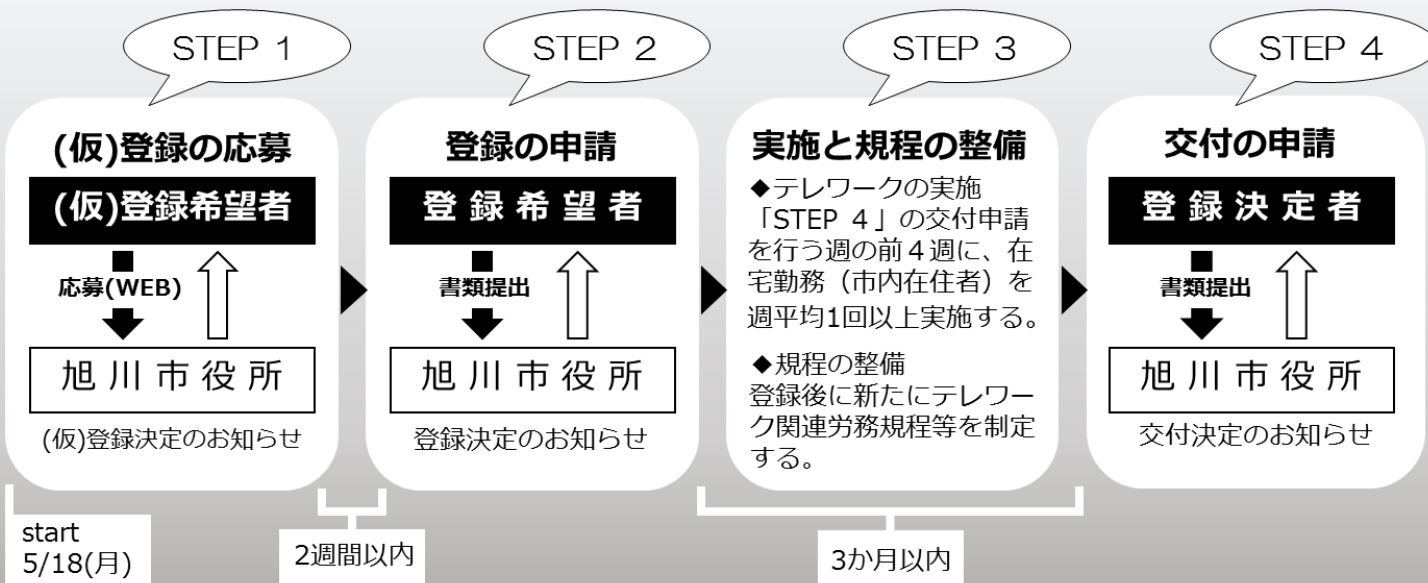 STEP 1
(仮)登録の応募
(仮)登録希望者
応募(WEB)
旭川市役所
(仮)登録決定のお知らせ
start
5/18(月)
2週間以内
STEP 2
登録の申請
登録希望者
書類提出
旭川市役所
登録決定のお知らせ
STEP 3
実施と規程の整備
◆テレワークの実施
「STEP 4」の交付申請
を行う週の前４週に、在
宅勤務（市内在住者）を
週平均1回以上実施する。
◆規程の整備
登録後に新たにテレワー
ク関連労務規程等を制定
する。
3か月以内
STEP 4
交付の申請
登録決定者
書類提出
旭川市役所
交付決定のお知らせ